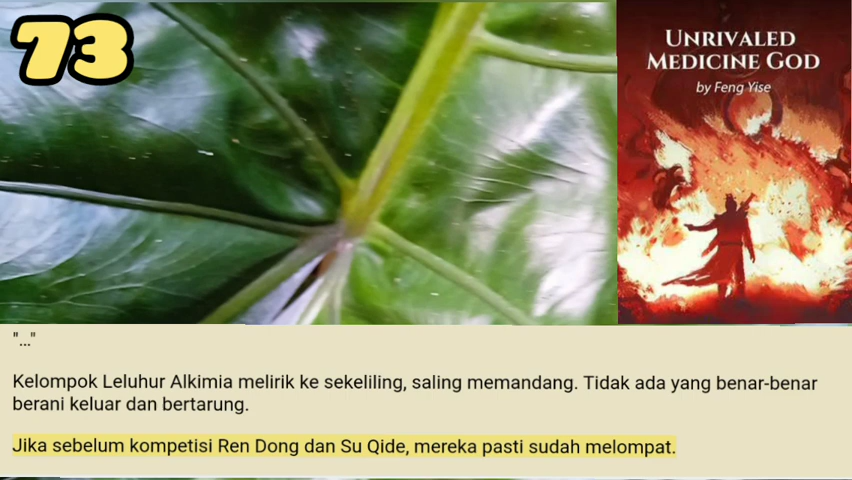 73
UNRIVALED
MEDICINE GOD
by Feng Yise
"..."
Kelompok Leluhur Alkimia melirik ke sekeliling, saling memandang. Tidak ada yang benar-benar
berani keluar dan bertarung.
Jika sebelum kompetisi Ren Dong dan Su Qide, mereka pasti sudah melompat.